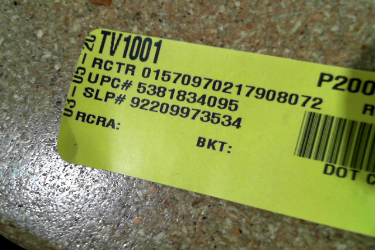 TV1001
RCTR 01570970217908072
UPC# 5381834095
SLP# 92209973534
RCRA:
BKT:
P200
DOT C